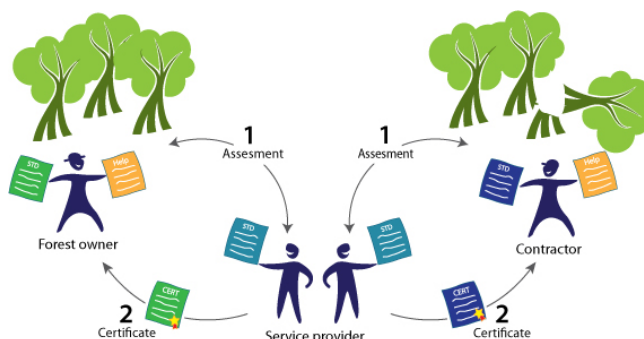 1
Assesment
1
Assesment
STD
Help
STD
Help
Forest owner
STD
STD
Contractor
CERT
2
Certificate
Service provider
CERT
2
Certificate